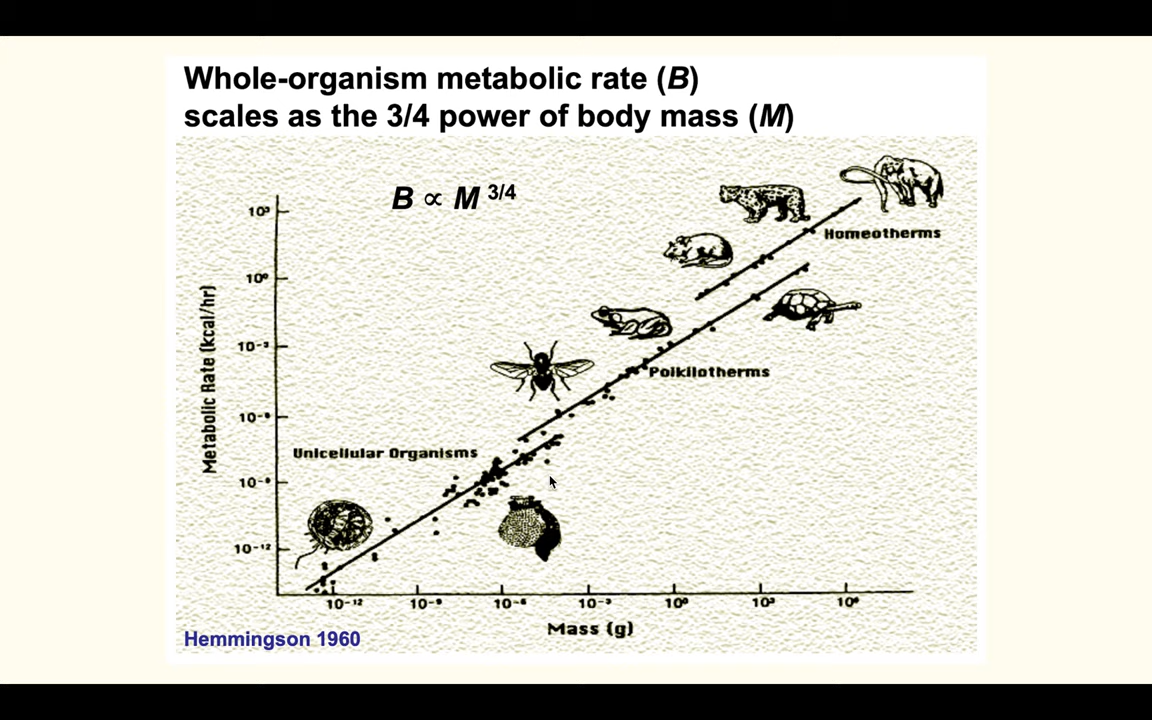 Whole-organism metabolic rate (B)
scales as the 3/4 power of body mass (M)
B ∝ M 3/4
10³
10⁰
10⁻³
10⁻⁶
10⁻⁹
10⁻¹²
Metabolic Rate (kcal/hr)
Homeotherms
Poikilotherms
Unicellular Organisms
10⁻¹² 10⁻⁹ 10⁻⁶ 10⁻³ 10⁰ 10³ 10⁶
Mass (g)
Hemmingson 1960